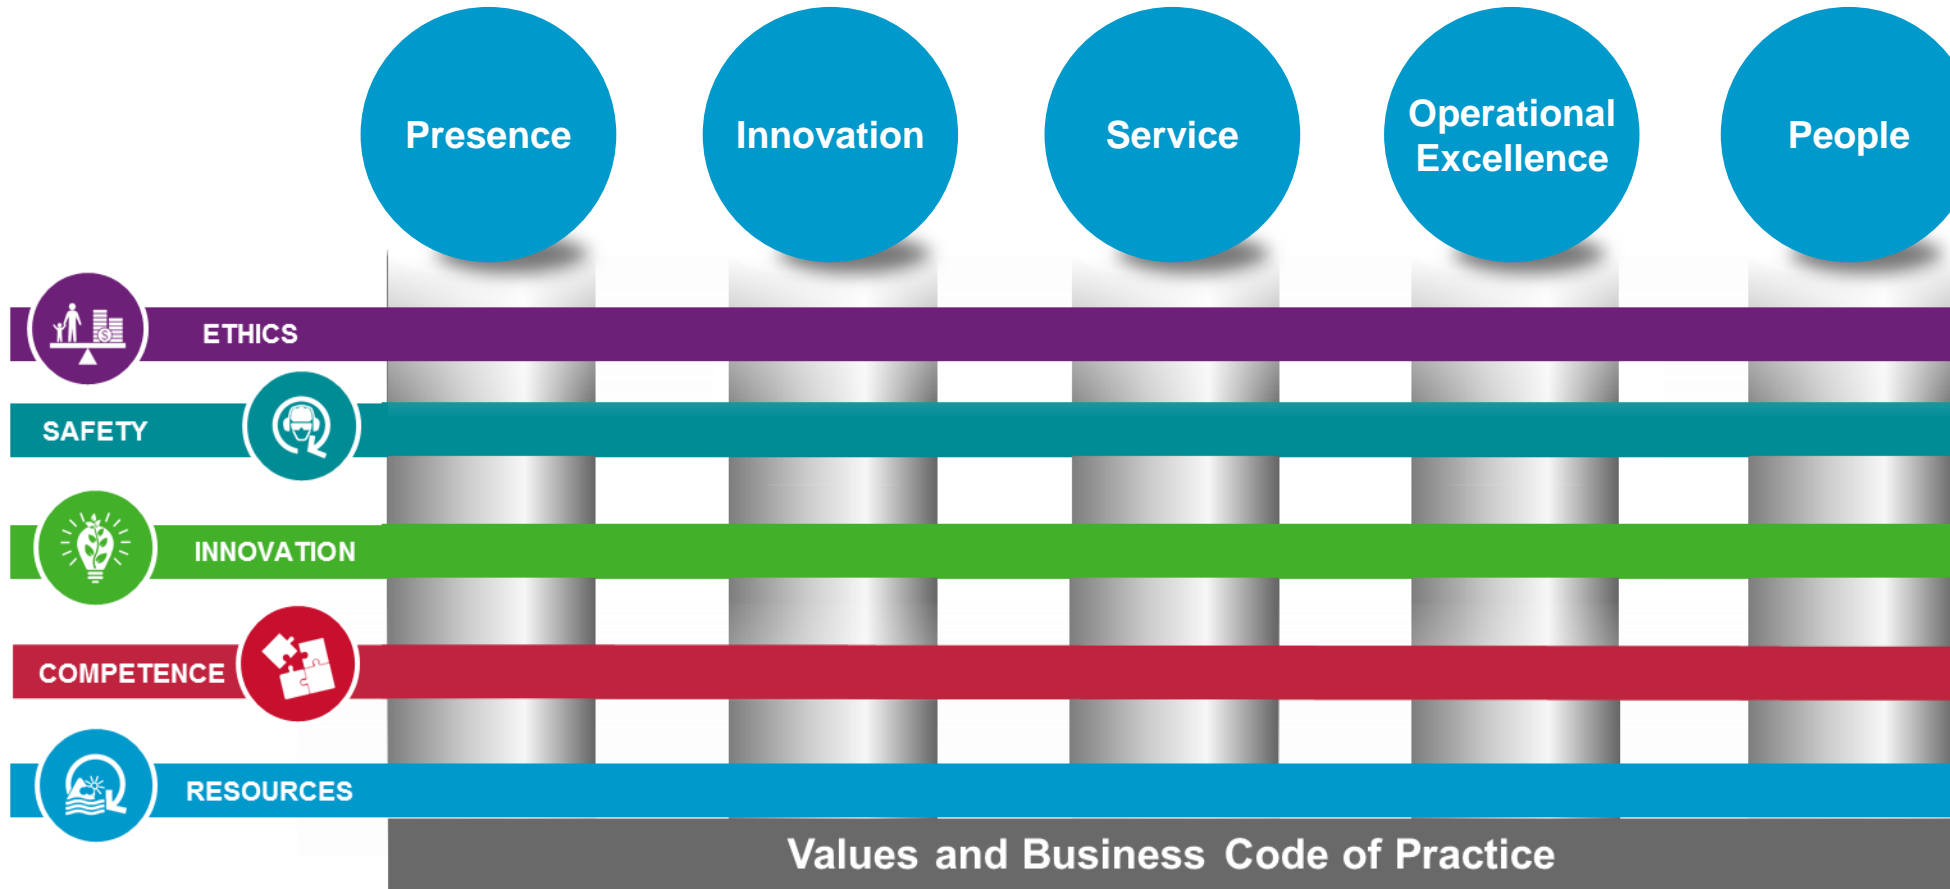 Presence
Innovation
Service
Operational
Excellence
People
ETHICS
SAFETY
INNOVATION
COMPETENCE
RESOURCES
Values and Business Code of Practice